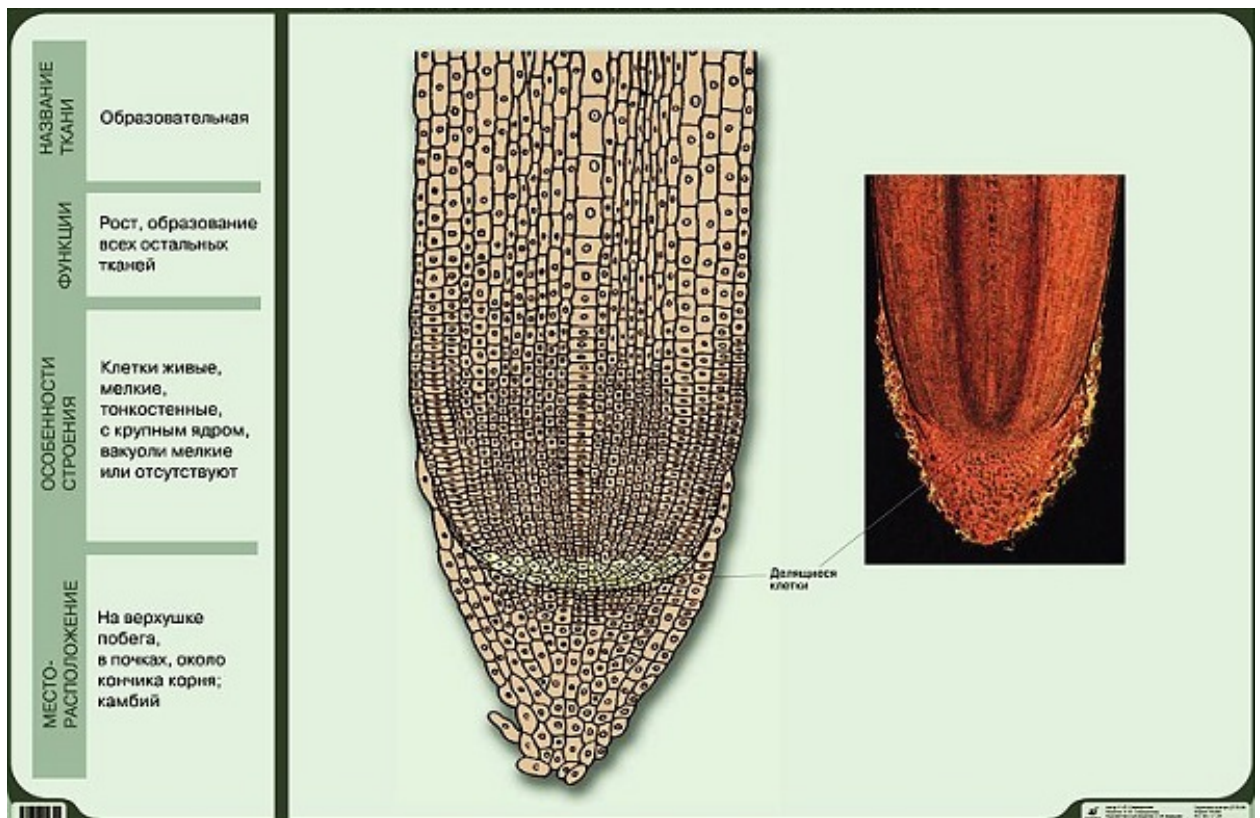 НАЗВАНИЕ
ТКАНИ
Образовательная
ФУНКЦИИ
Рост, образование
всех остальных
тканей
ОСОБЕННОСТИ
СТРОЕНИЯ
Клетки живые,
мелкие,
тонкостенные,
с крупным ядром,
вакуоли мелкие
или отсутствуют
МЕСТО-
РАСПОЛОЖЕНИЕ
На верхушке
побега,
в почках, около
кончика корня;
камбий
Делящиеся
клетки